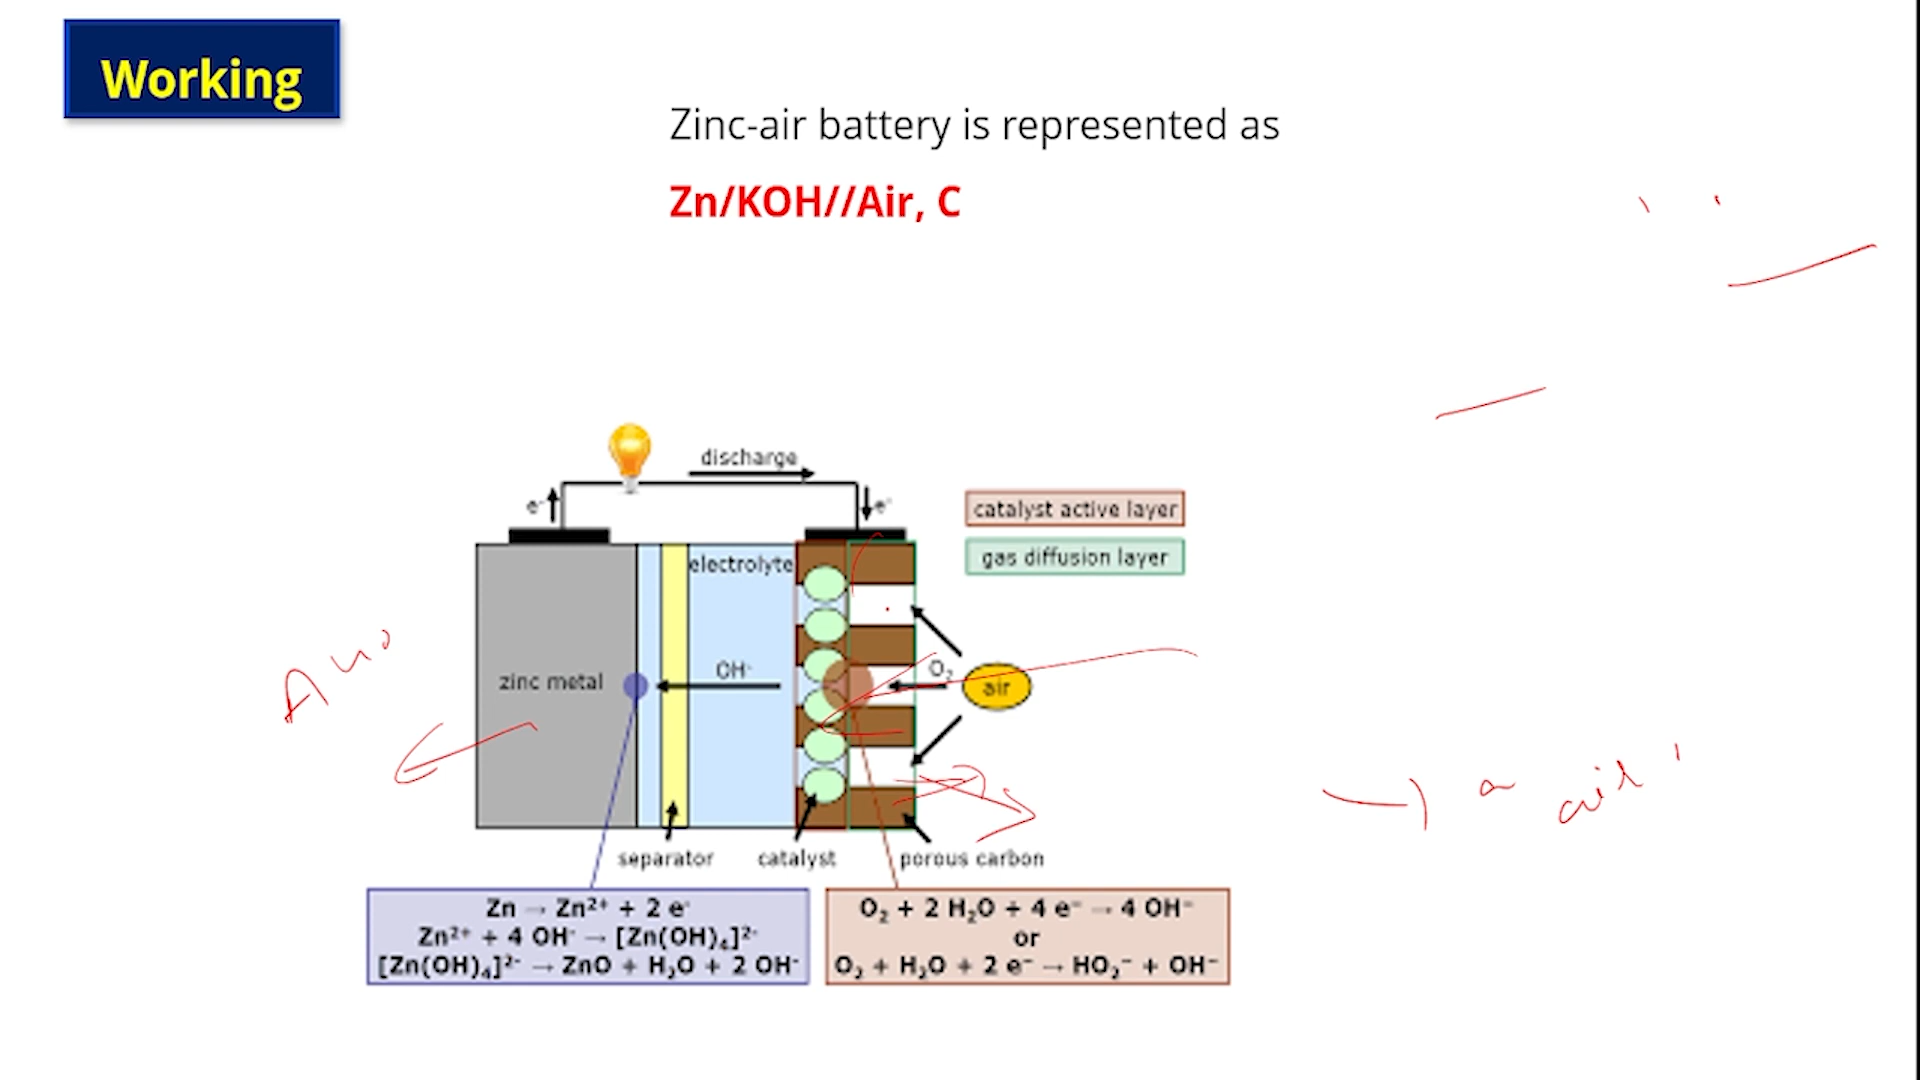 Working
Zinc-air battery is represented as
Zn/KOH//Air, C
discharge
e⁻
e⁻
catalyst active layer
gas diffusion layer
electrolyte
zinc metal
OH⁻
O₂
air
separator
catalyst
porous carbon
Zn → Zn²⁺ + 2 e⁻
Zn²⁺ + 4 OH⁻ → [Zn(OH)₄]²⁻
[Zn(OH)₄]²⁻ → ZnO + H₂O + 2 OH⁻
O₂ + 2 H₂O + 4 e⁻ → 4 OH⁻
or
O₂ + H₂O + 2 e⁻ → HO₂⁻ + OH⁻
air